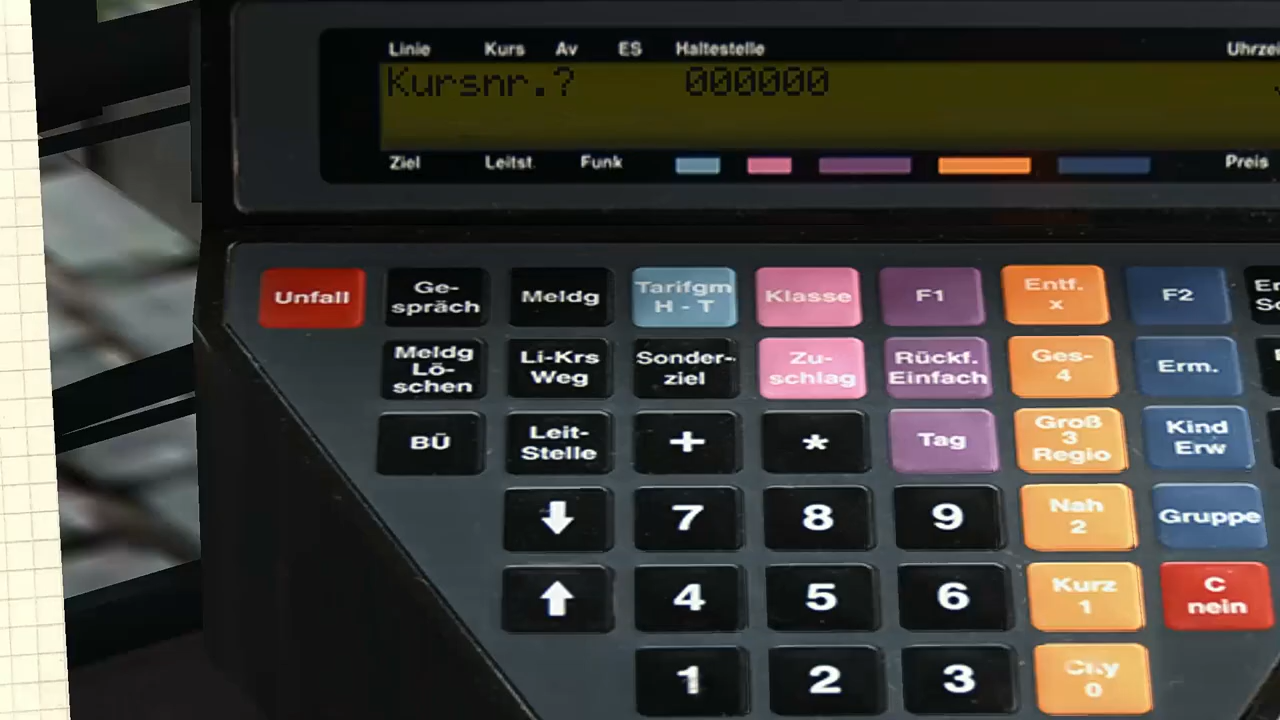 Linie Kurs Av ES Haltestelle
Kursnr.? 000000
Ziel Leitst. Funk Preis
Unfall
Ge-
spräch
Meldg
Tarifgrn
H - T
Klasse
F1
Entf.
x
F2
Meldg
Lö-
schen
Li-Krs
Weg
Sonder-
ziel
Zu-
schlag
Rückf.
Einfach
Ges-
4
Erm.
BÜ
Leit-
Stelle
+
*
Tag
Groß
3
Regio
Kind
Erw
7
8
9
Nah
2
Gruppe
4
5
6
Kurz
1
C
nein
1
2
3
City
0